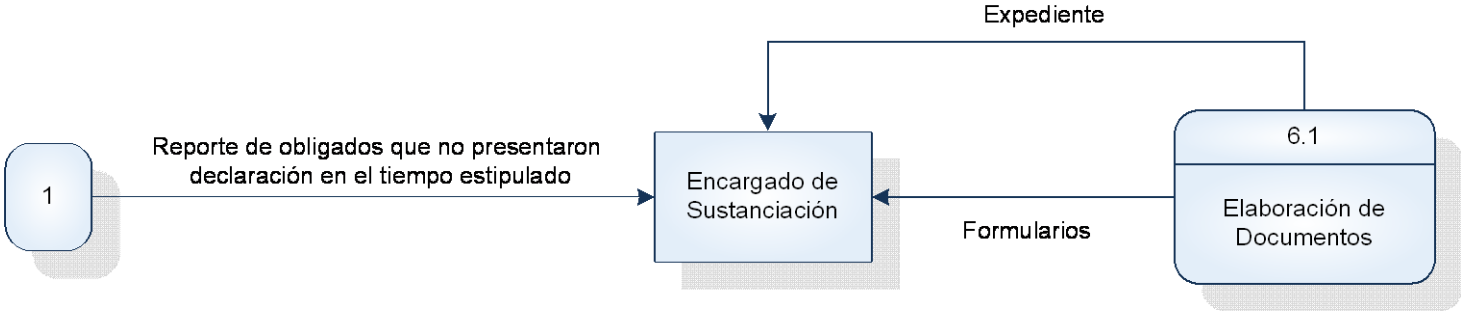 Expediente
Reporte de obligados que no presentaron
declaración en el tiempo estipulado
1
Encargado de
Sustanciación
Formularios
6.1
Elaboración de
Documentos